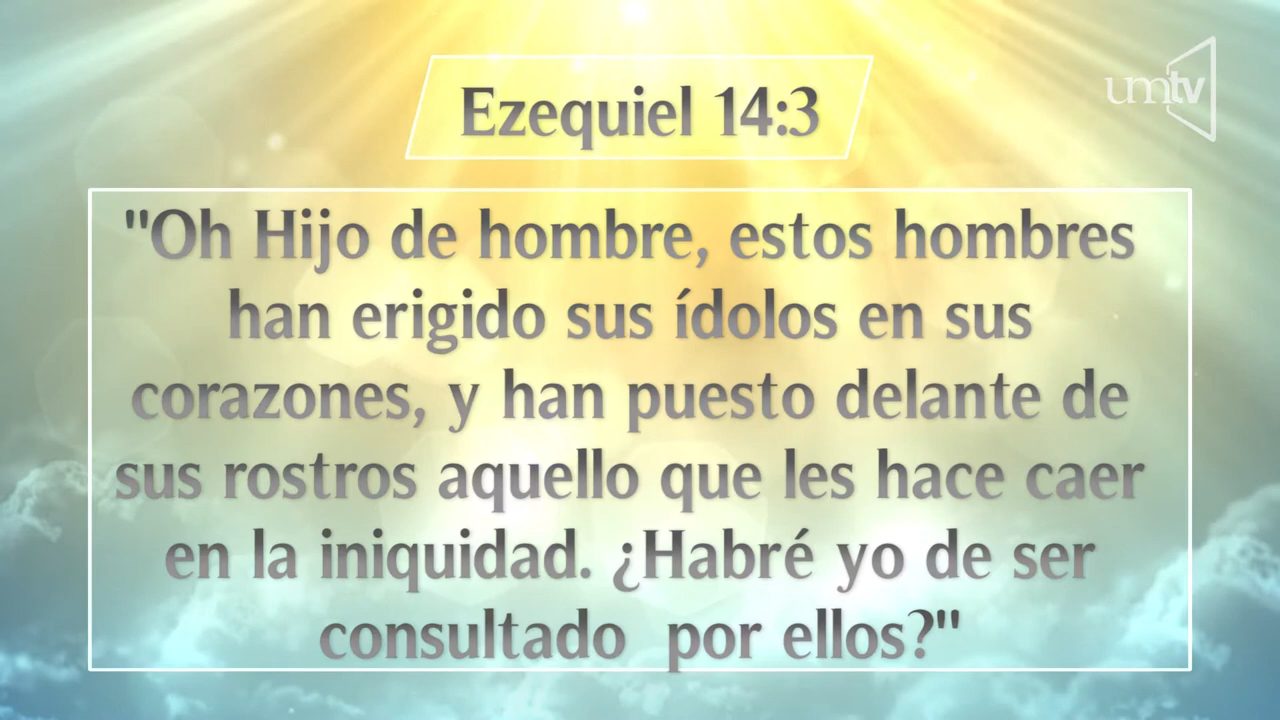 Ezequiel 14:3
umtv
"Oh Hijo de hombre, estos hombres
han erigido sus ídolos en sus
corazones, y han puesto delante de
sus rostros aquello que les hace caer
en la iniquidad. ¿Habré yo de ser
consultado  por ellos?"